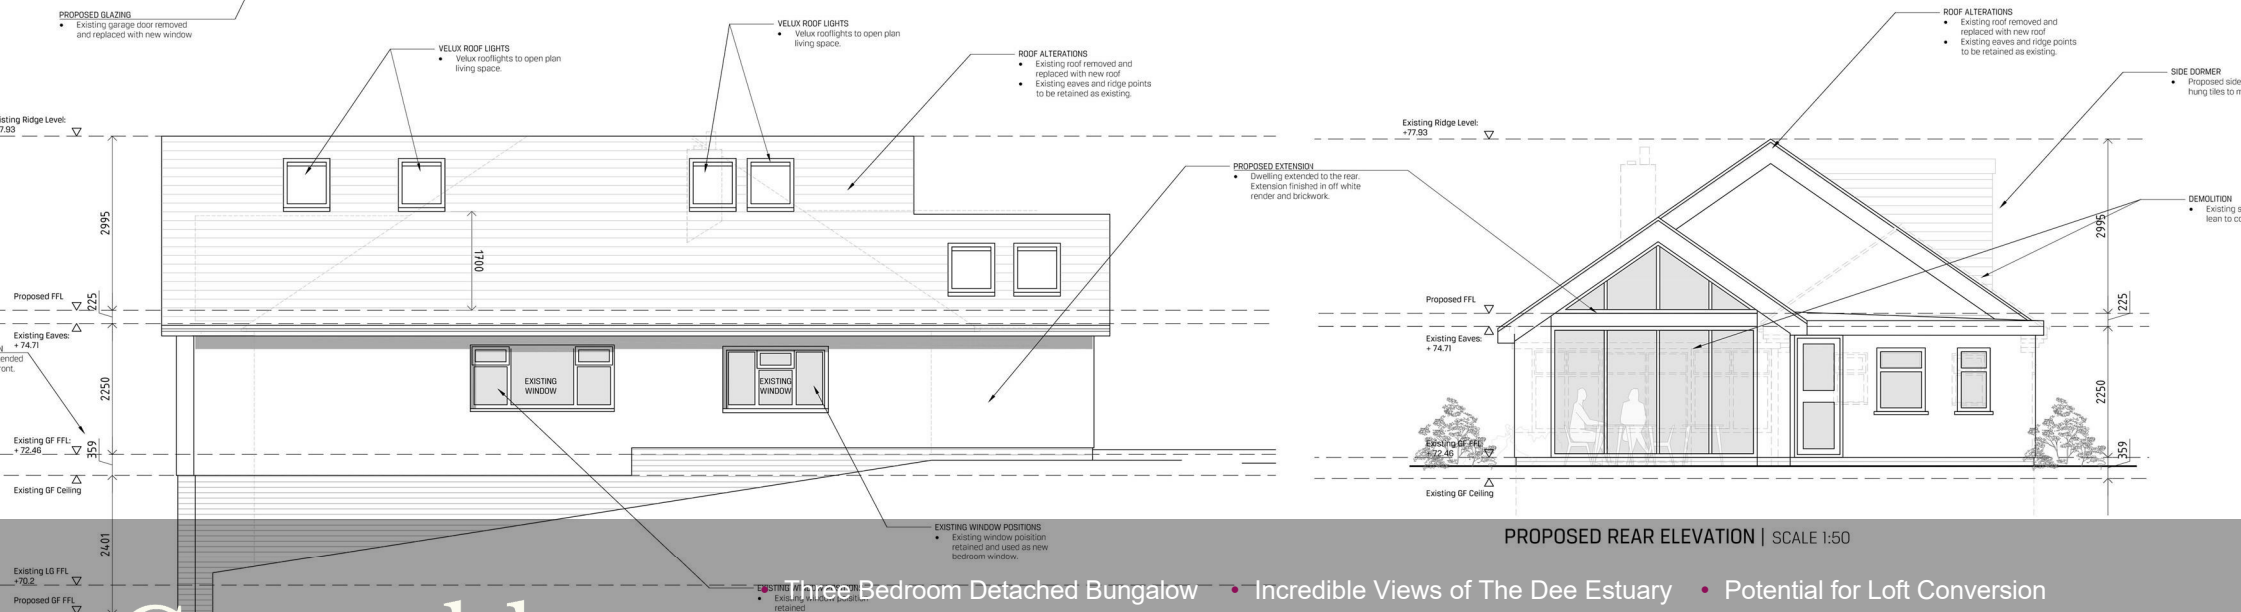 PROPOSED GLAZING
• Existing garage door removed
and replaced with new window
VELUX ROOF LIGHTS
• Velux rooflights to open plan
living space.
VELUX ROOF LIGHTS
• Velux rooflights to open plan
living space.
ROOF ALTERATIONS
• Existing roof removed and
replaced with new roof
• Existing eaves and ridge points
to be retained as existing.
Ridge Level:
2995
1700
Proposed FFL
225
Existing Eaves:
+ 74.71
2250
Existing GF FFL:
+ 72.46
359
Existing GF Ceiling
2401
Existing LG FFL
+70.2
Proposed GF FFL
EXISTING
WINDOW
EXISTING
WINDOW
PROPOSED EXTENSION
• Dwelling extended to the rear.
Extension finished in off white
render and brickwork.
EXISTING WINDOW POSITIONS
• Existing window poisition
retained and used as new
bedroom window.
• Existing window poisition
retained
ROOF ALTERATIONS
• Existing roof removed and
replaced with new roof
• Existing eaves and ridge points
to be retained as existing.
SIDE DORMER
• Proposed side
hung tiles to
DEMOLITION
• Existing
lean to
Existing Ridge Level:
+77.93
2995
Proposed FFL
225
Existing Eaves:
+ 74.71
2250
Existing GF FFL
+72.46
359
Existing GF Ceiling
PROPOSED REAR ELEVATION | SCALE 1:50
• Three Bedroom Detached Bungalow • Incredible Views of The Dee Estuary • Potential for Loft Conversion